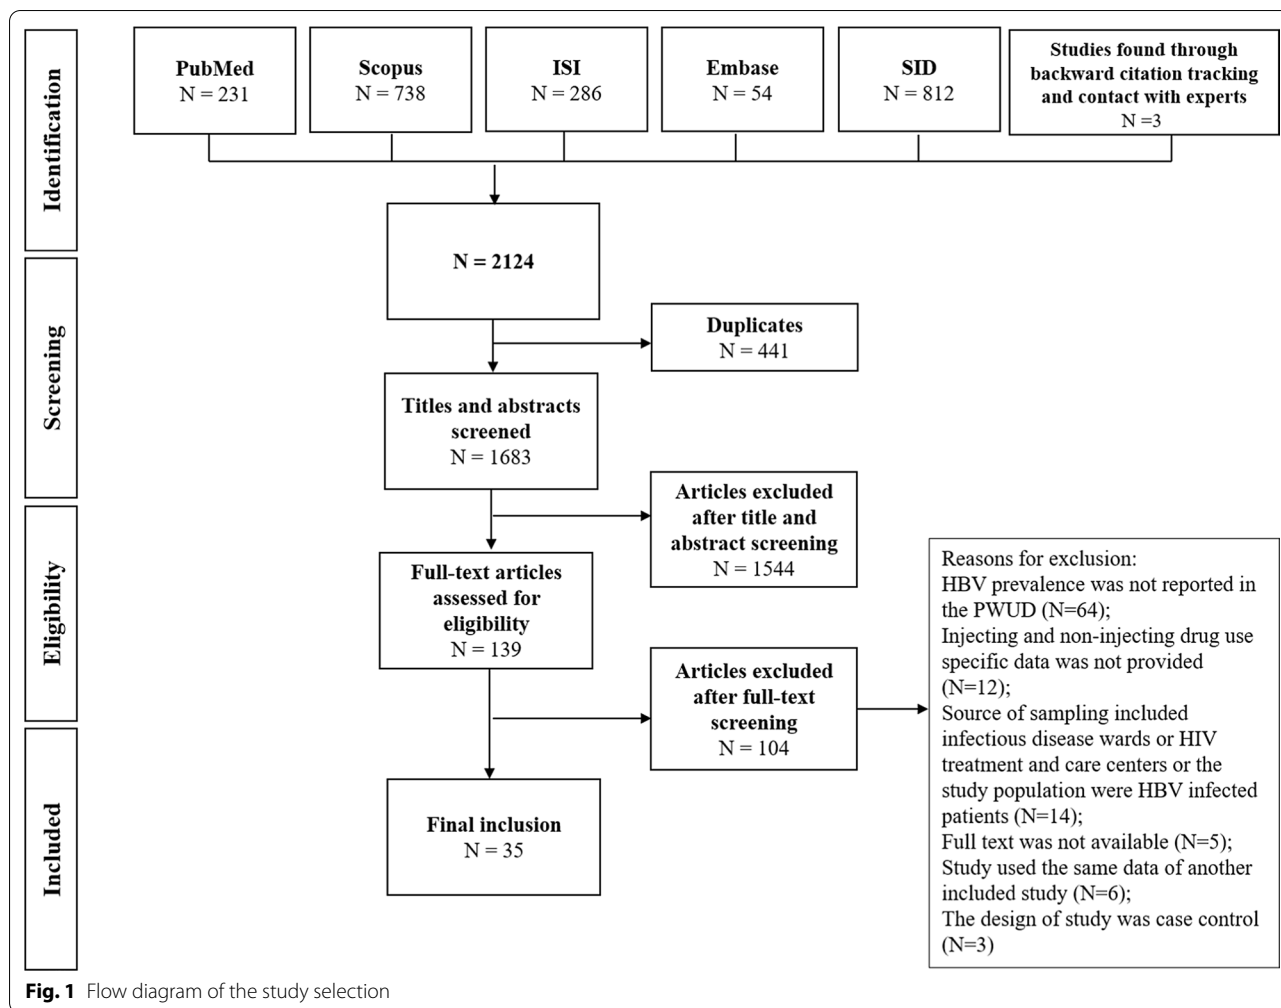 Identification
PubMed
N = 231
Scopus
N = 738
ISI
N = 286
Embase
N = 54
SID
N = 812
Studies found through
backward citation tracking
and contact with experts
N =3
N = 2124
Screening
Duplicates
N = 441
Titles and abstracts
screened
N = 1683
Articles excluded
after title and
abstract screening
N = 1544
Eligibility
Full-text articles
assessed for
eligibility
N = 139
Articles excluded
after full-text
screening
N = 104
Reasons for exclusion:
HBV prevalence was not reported in
the PWUD (N=64);
Injecting and non-injecting drug use
specific data was not provided
(N=12);
Source of sampling included
infectious disease wards or HIV
treatment and care centers or the
study population were HBV infected
patients (N=14);
Full text was not available (N=5);
Study used the same data of another
included study (N=6);
The design of study was case control
(N=3)
Included
Final inclusion
N = 35
Fig. 1 Flow diagram of the study selection